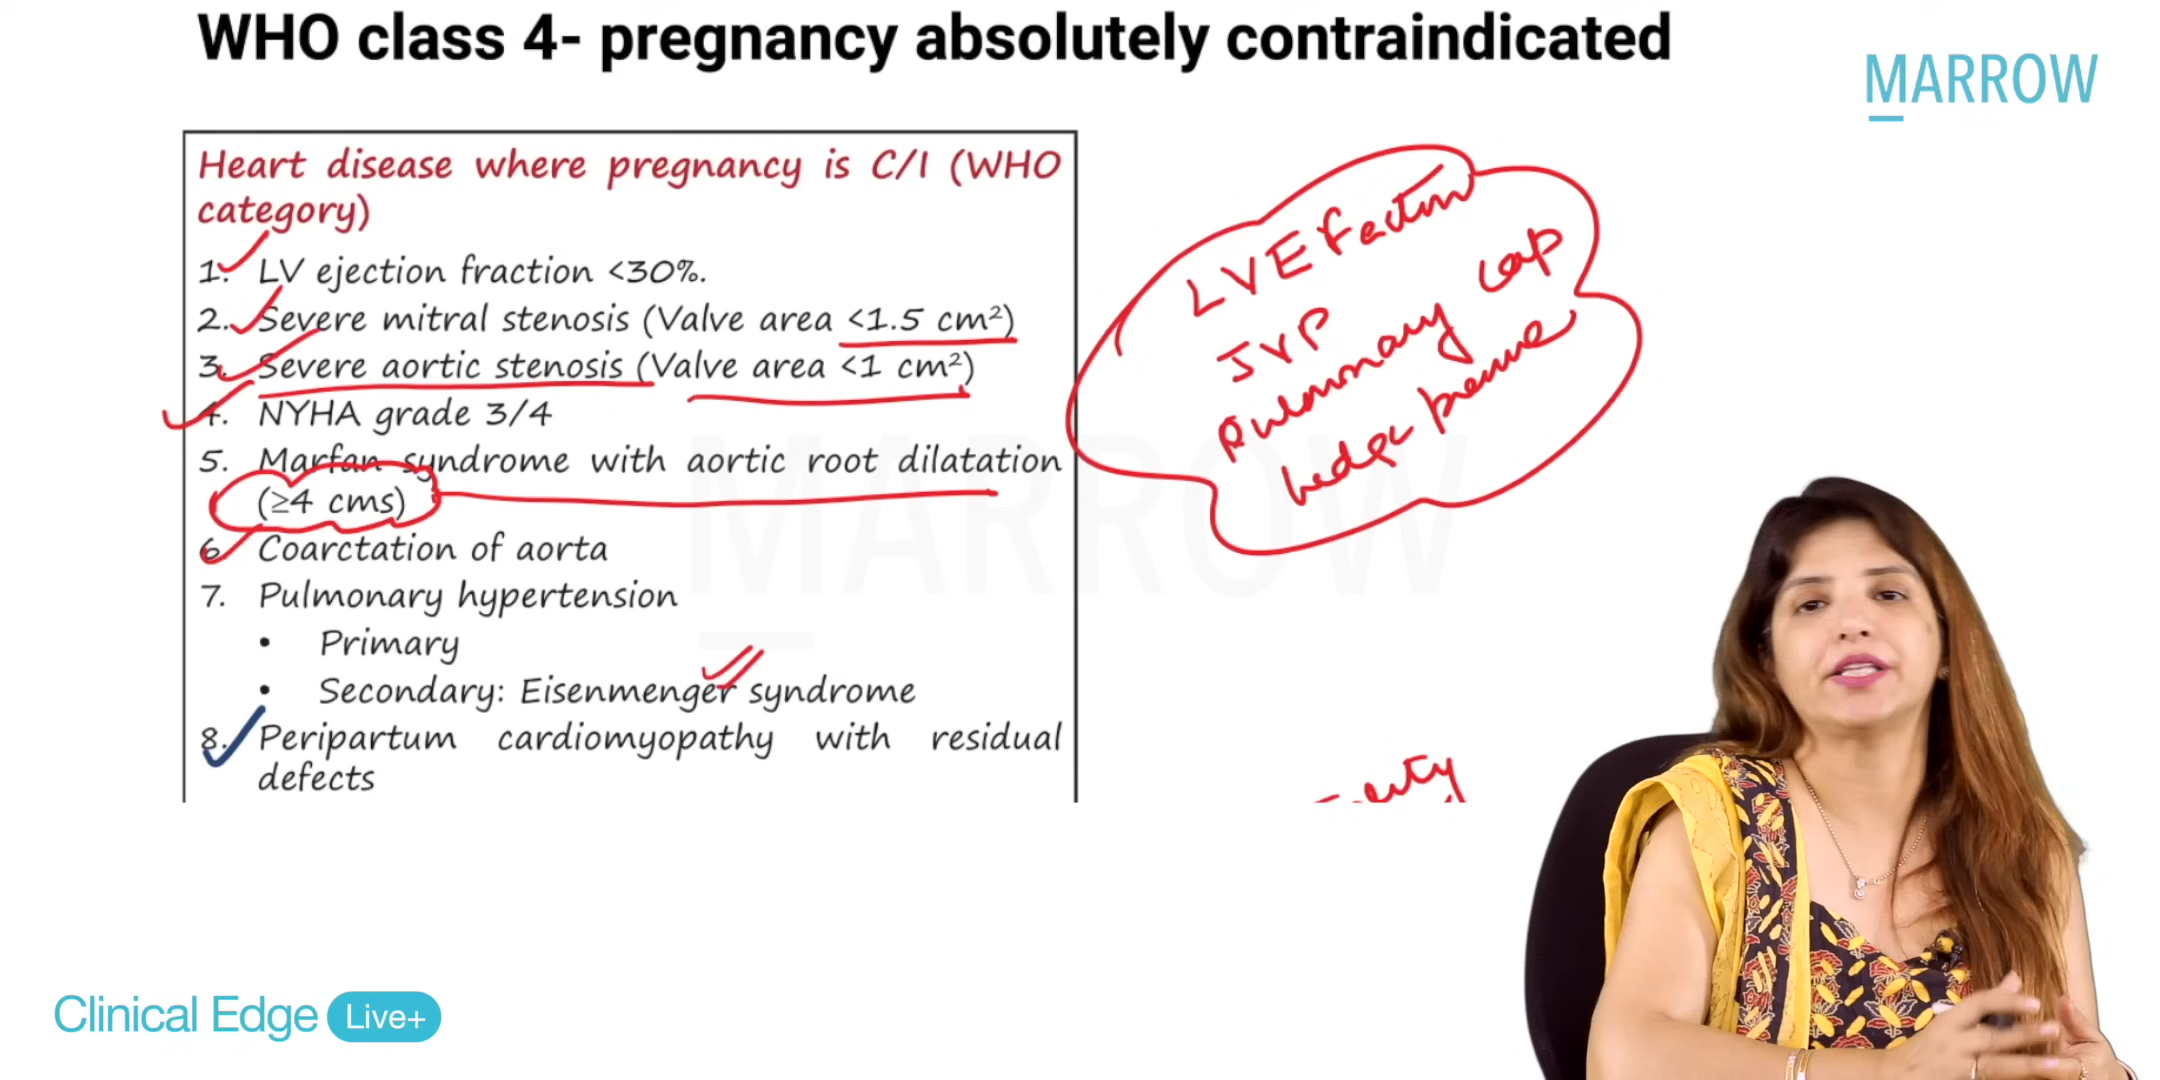 WHO class 4- pregnancy absolutely contraindicated
MARROW
Heart disease where pregnancy is C/I (WHO
category)
1. LV ejection fraction <30%.
2. Severe mitral stenosis (Valve area <1.5 cm²)
3. Severe aortic stenosis (Valve area <1 cm²)
4. NYHA grade 3/4
5. Marfan syndrome with aortic root dilatation
(≥4 cms)
6. Coarctation of aorta
7. Pulmonary hypertension
• Primary
• Secondary: Eisenmenger syndrome
8. Peripartum cardiomyopathy with residual
defects
LVE
JVP
Pulmonary cap
MARROW
Clinical Edge Live+